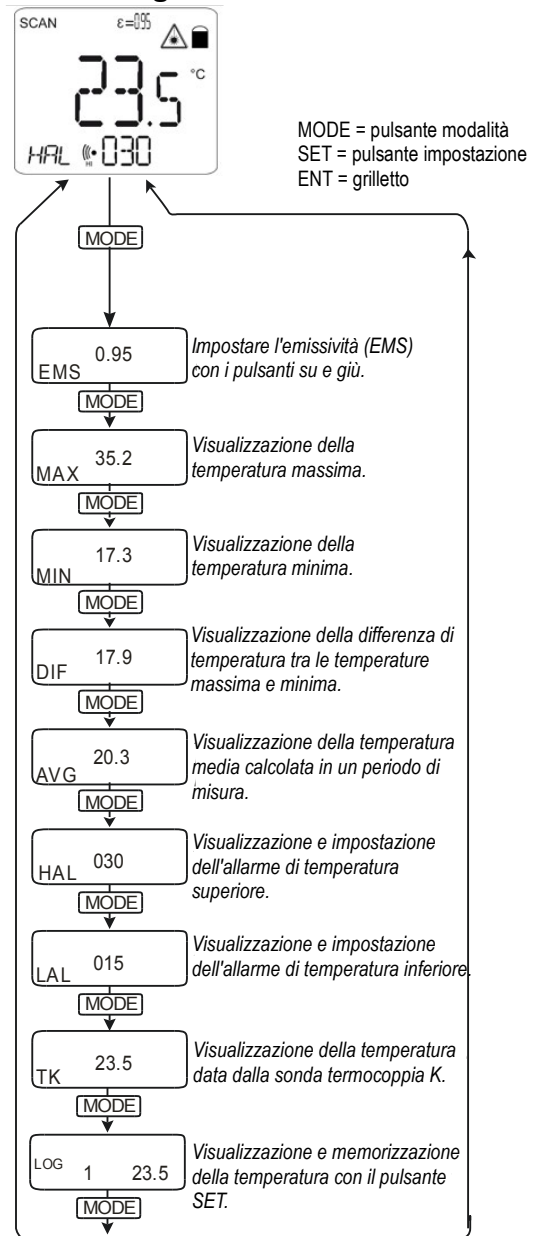 SCAN ε=0.95
23.5 °C
HAL HI 030
MODE = pulsante modalità
SET = pulsante impostazione
ENT = grilletto
MODE
0.95
EMS
Impostare l'emissività (EMS)
con i pulsanti su e giù.
MODE
35.2
MAX
Visualizzazione della
temperatura massima.
MODE
17.3
MIN
Visualizzazione della
temperatura minima.
MODE
17.9
DIF
Visualizzazione della differenza di
temperatura tra le temperature
massima e minima.
MODE
20.3
AVG
Visualizzazione della temperatura
media calcolata in un periodo di
misura.
MODE
030
HAL
Visualizzazione e impostazione
dell'allarme di temperatura
superiore.
MODE
015
LAL
Visualizzazione e impostazione
dell'allarme di temperatura inferiore.
MODE
23.5
TK
Visualizzazione della temperatura
data dalla sonda termocoppia K.
MODE
LOG 1 23.5
Visualizzazione e memorizzazione
della temperatura con il pulsante
SET.
MODE